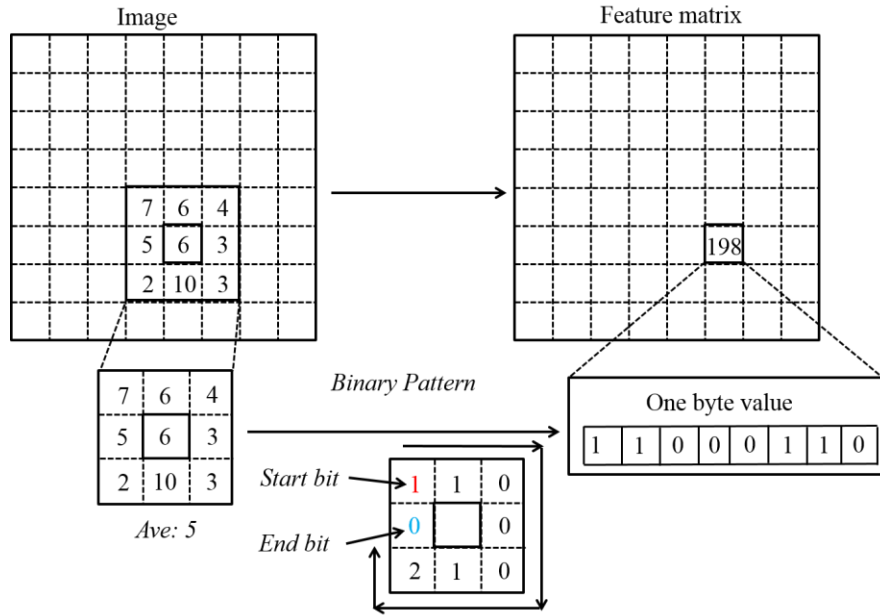 Image
Feature matrix
7 6 4
5 6 3
2 10 3
198
7 6 4
5 6 3
2 10 3
Ave: 5
Binary Pattern
One byte value
1 1 0 0 0 1 1 0
Start bit
End bit
1 1 0
0 0
2 1 0